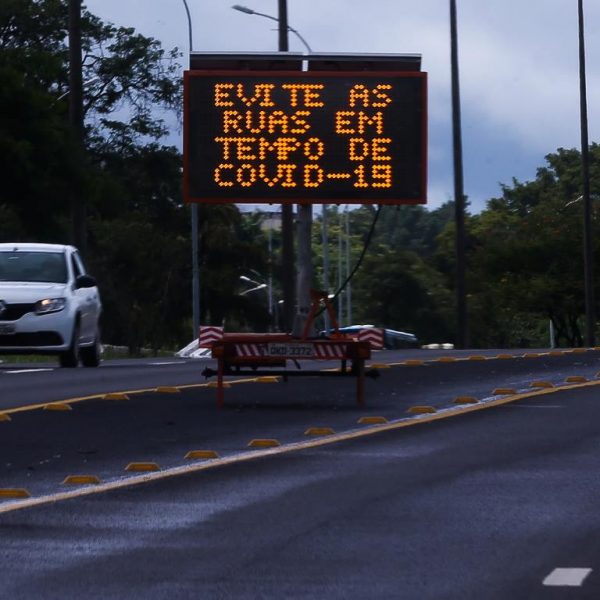 EVITE AS
RUAS EM
TEMPO DE
COVID-19